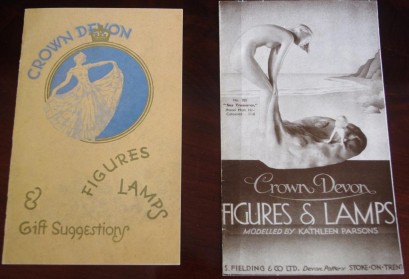 CROWN DEVON
FIGURES
LAMPS
&
Gift Suggestions
Crown Devon
FIGURES & LAMPS
MODELLED BY KATHLEEN PARSONS
S. FIELDING & CO LTD. Devon Pottery STOKE-ON-TRENT